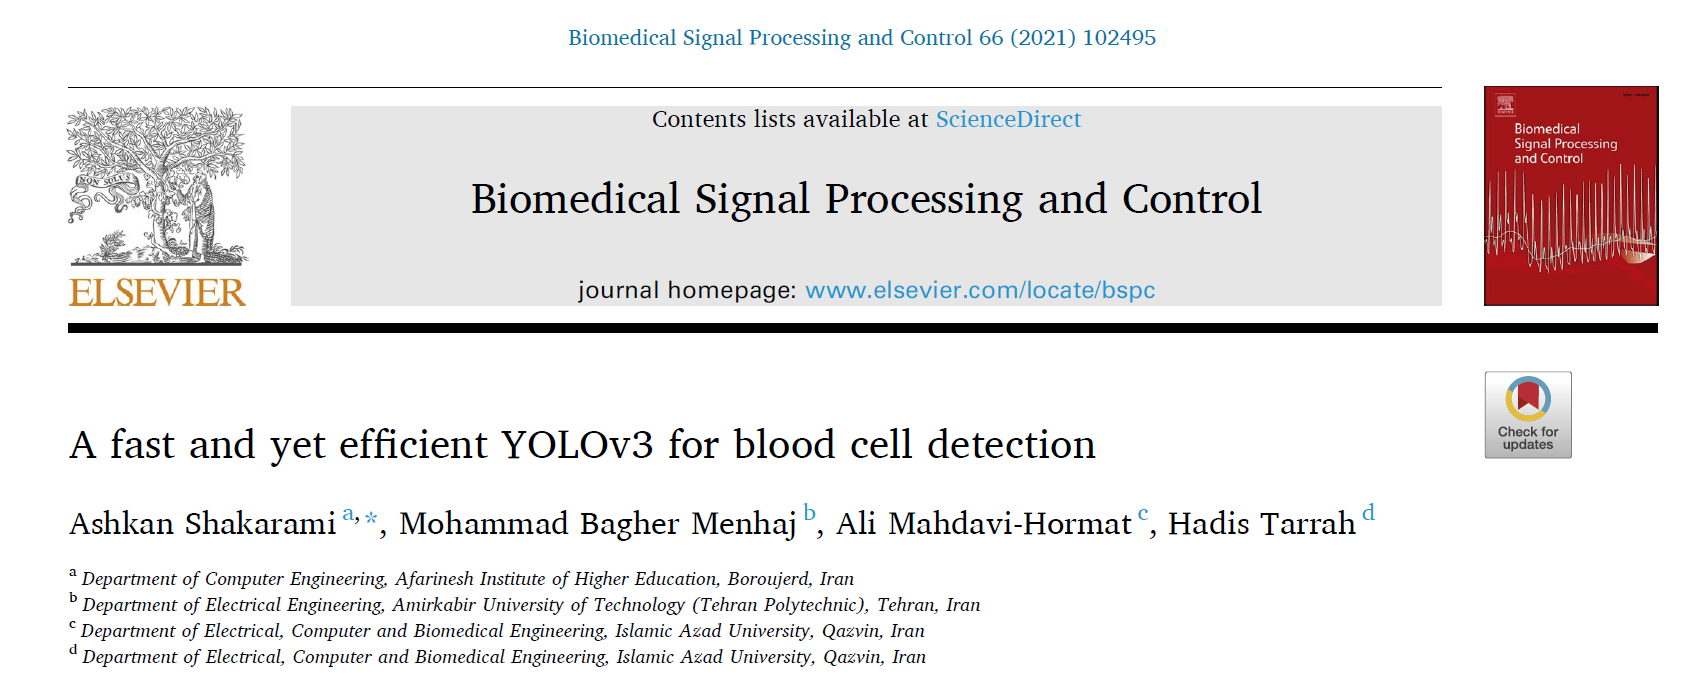 Biomedical Signal Processing and Control 66 (2021) 102495
Contents lists available at ScienceDirect
Biomedical Signal Processing and Control
journal homepage: www.elsevier.com/locate/bspc
NON SOLUS
ELSEVIER
Biomedical
Signal Processing
and Control
Check for
updates
A fast and yet efficient YOLOv3 for blood cell detection
Ashkan Shakarami a,*, Mohammad Bagher Menhaj b, Ali Mahdavi-Hormat c, Hadis Tarrah d
a Department of Computer Engineering, Afarinesh Institute of Higher Education, Boroujerd, Iran
b Department of Electrical Engineering, Amirkabir University of Technology (Tehran Polytechnic), Tehran, Iran
c Department of Electrical, Computer and Biomedical Engineering, Islamic Azad University, Qazvin, Iran
d Department of Electrical, Computer and Biomedical Engineering, Islamic Azad University, Qazvin, Iran